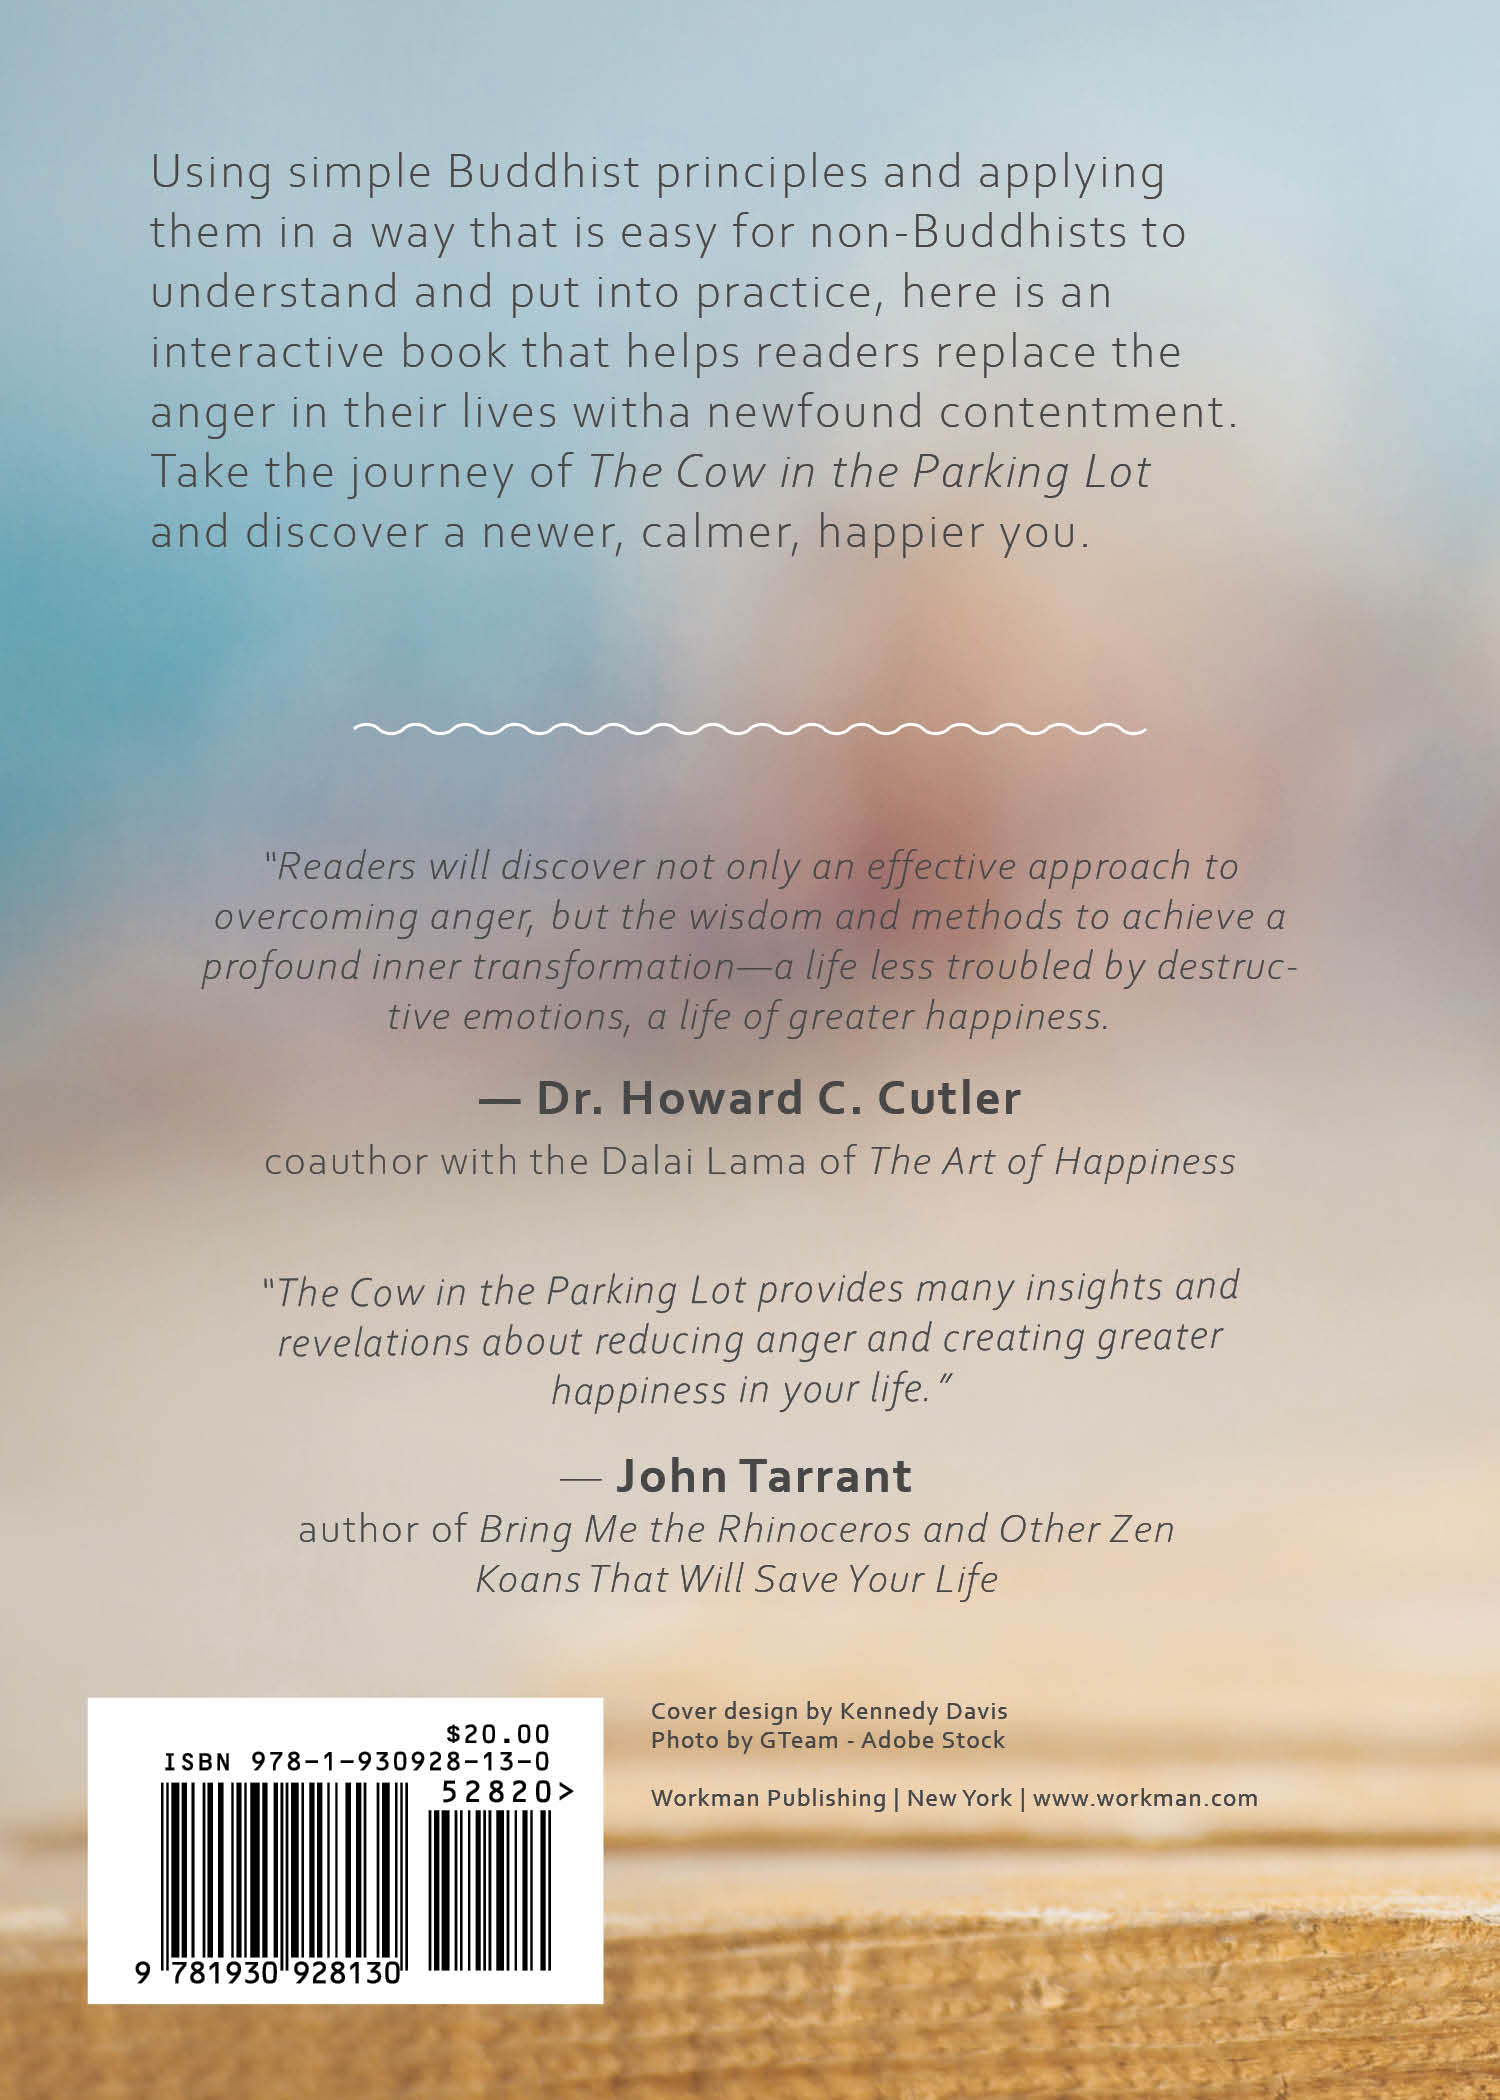 Using simple Buddhist principles and applying
them in a way that is easy for non-Buddhists to
understand and put into practice, here is an
interactive book that helps readers replace the
anger in their lives witha newfound contentment.
Take the journey of The Cow in the Parking Lot
and discover a newer, calmer, happier you.
"Readers will discover not only an effective approach to
overcoming anger, but the wisdom and methods to achieve a
profound inner transformation—a life less troubled by destruc-
tive emotions, a life of greater happiness.
— Dr. Howard C. Cutler
coauthor with the Dalai Lama of The Art of Happiness
"The Cow in the Parking Lot provides many insights and
revelations about reducing anger and creating greater
happiness in your life."
— John Tarrant
author of Bring Me the Rhinoceros and Other Zen
Koans That Will Save Your Life
$20.00
ISBN 978-1-930928-13-0
52820>
9 781930 928130
Cover design by Kennedy Davis
Photo by GTeam - Adobe Stock
Workman Publishing | New York | www.workman.com